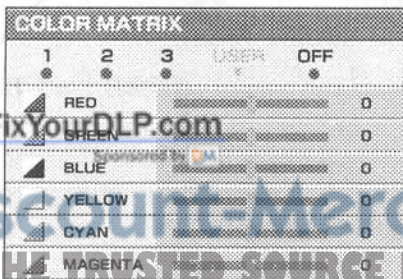 COLOR MATRIX
1 2 3 USER OFF
RED 0
FixYourDLP.com
GREEN 0
Sponsored by
BLUE 0
YELLOW 0
CYAN 0
MAGENTA